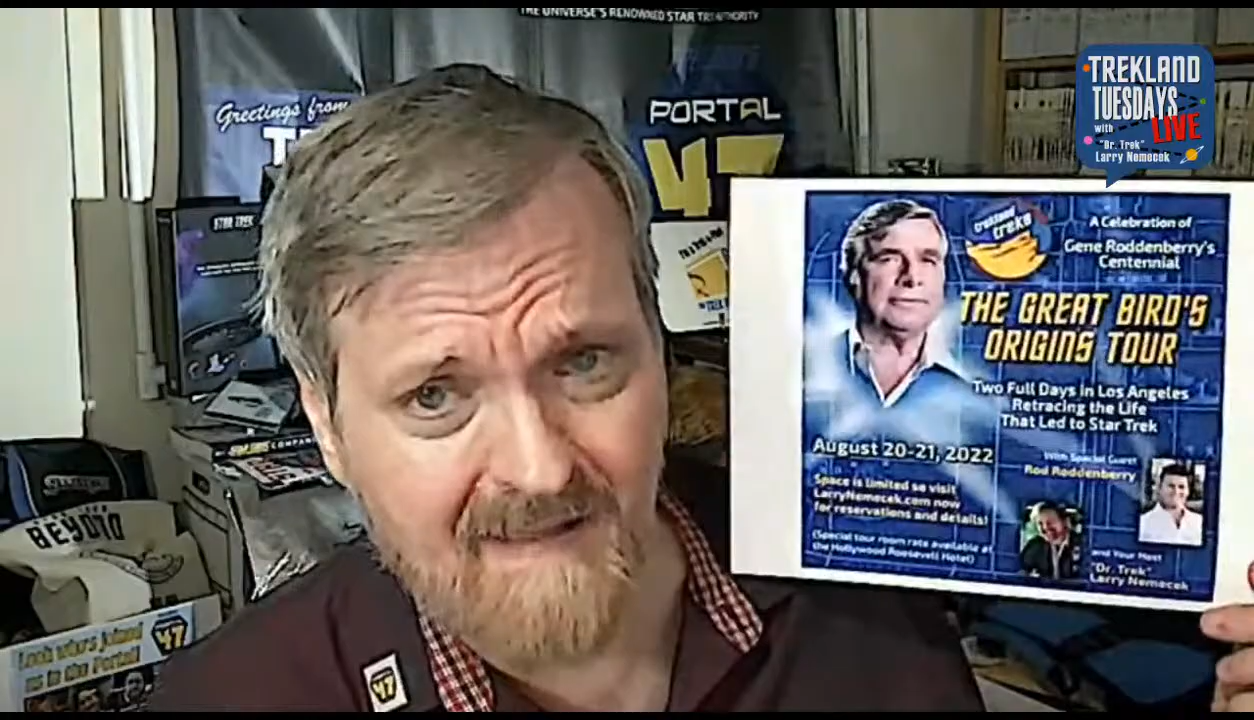 THE UNIVERSE'S RENOWNED STAR TREK AUTHORITY
TREKLAND
TUESDAYS
with
LIVE
"Dr. Trek"
Larry Nemecek
Greetings from
PORTAL
47
STAR TREK
trekland
treks
A Celebration of
Gene Roddenberry's
Centennial
THE GREAT BIRD'S
ORIGINS TOUR
Two Full Days in Los Angeles
Retracing the Life
That Led to Star Trek
August 20-21, 2022
With Special Guest
Rod Roddenberry
Space is limited so visit
LarryNemecek.com now
for reservations and details!
(Special tour room rate available at
the Hollywood Roosevelt Hotel)
and Your Host
"Dr. Trek"
Larry Nemecek
BEYOND
Look who's joined
us in the Portal!
47
47